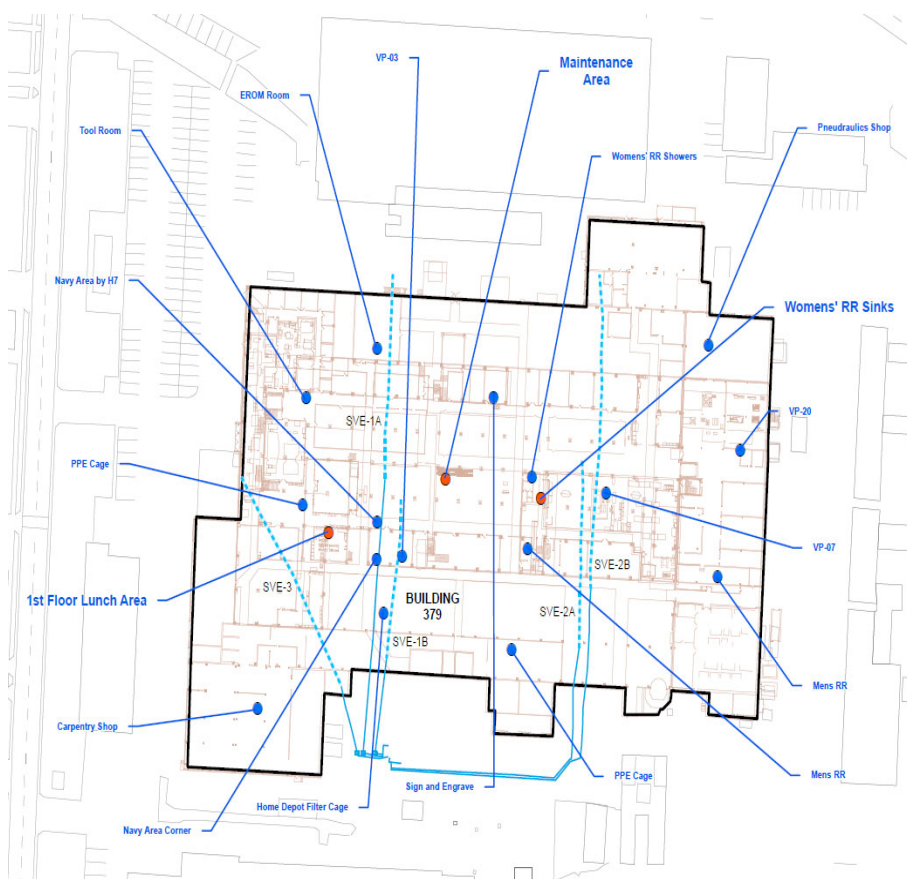 VP-03
Maintenance
Area
EROM Room
Tool Room
Pneudraulics Shop
Womens' RR Showers
Navy Area by H7
Womens' RR Sinks
SVE-1A
VP-20
PPE Cage
VP-07
SVE-2B
SVE-3
1st Floor Lunch Area
BUILDING
379
SVE-2A
SVE-1B
Mens RR
Carpentry Shop
Mens RR
PPE Cage
Sign and Engrave
Home Depot Filter Cage
Navy Area Corner